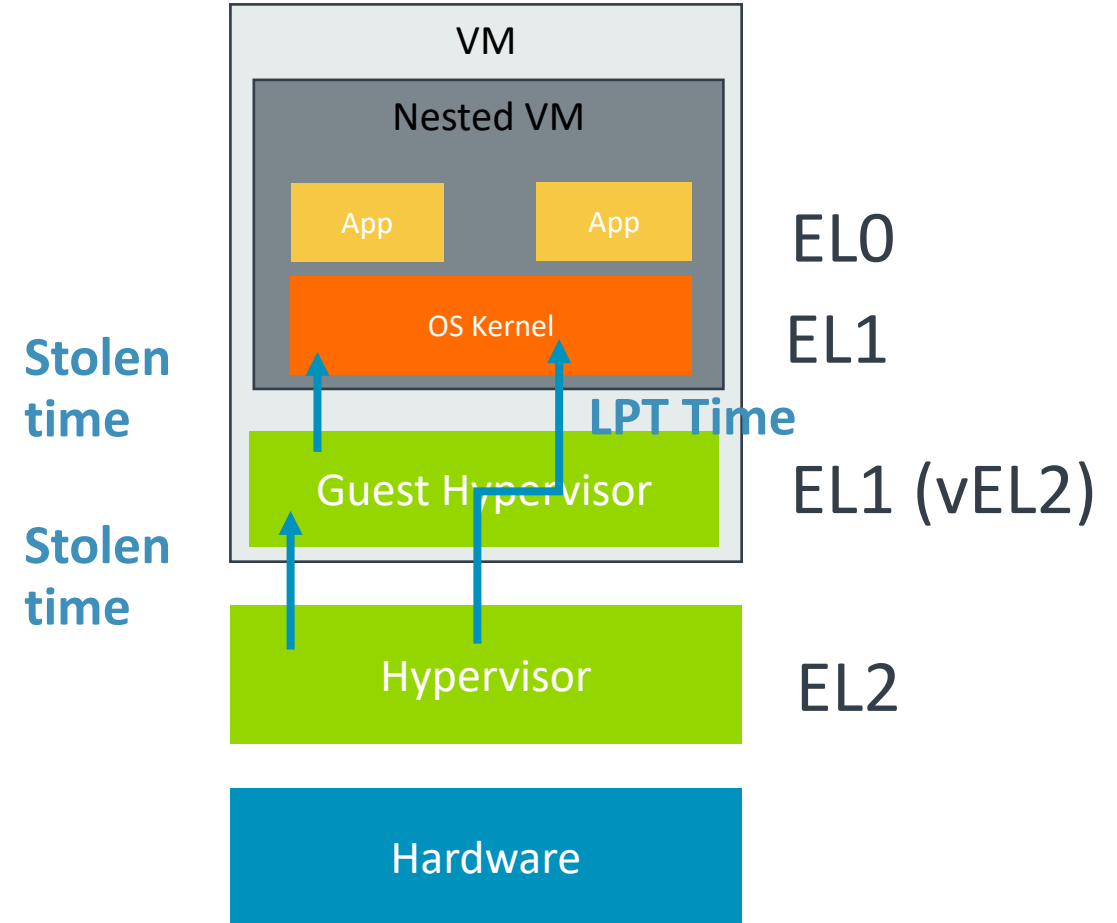 VM
Nested VM
App
App
EL0
OS Kernel
EL1
Stolen
time
LPT Time
Guest Hypervisor
EL1 (vEL2)
Stolen
time
Hypervisor
EL2
Hardware